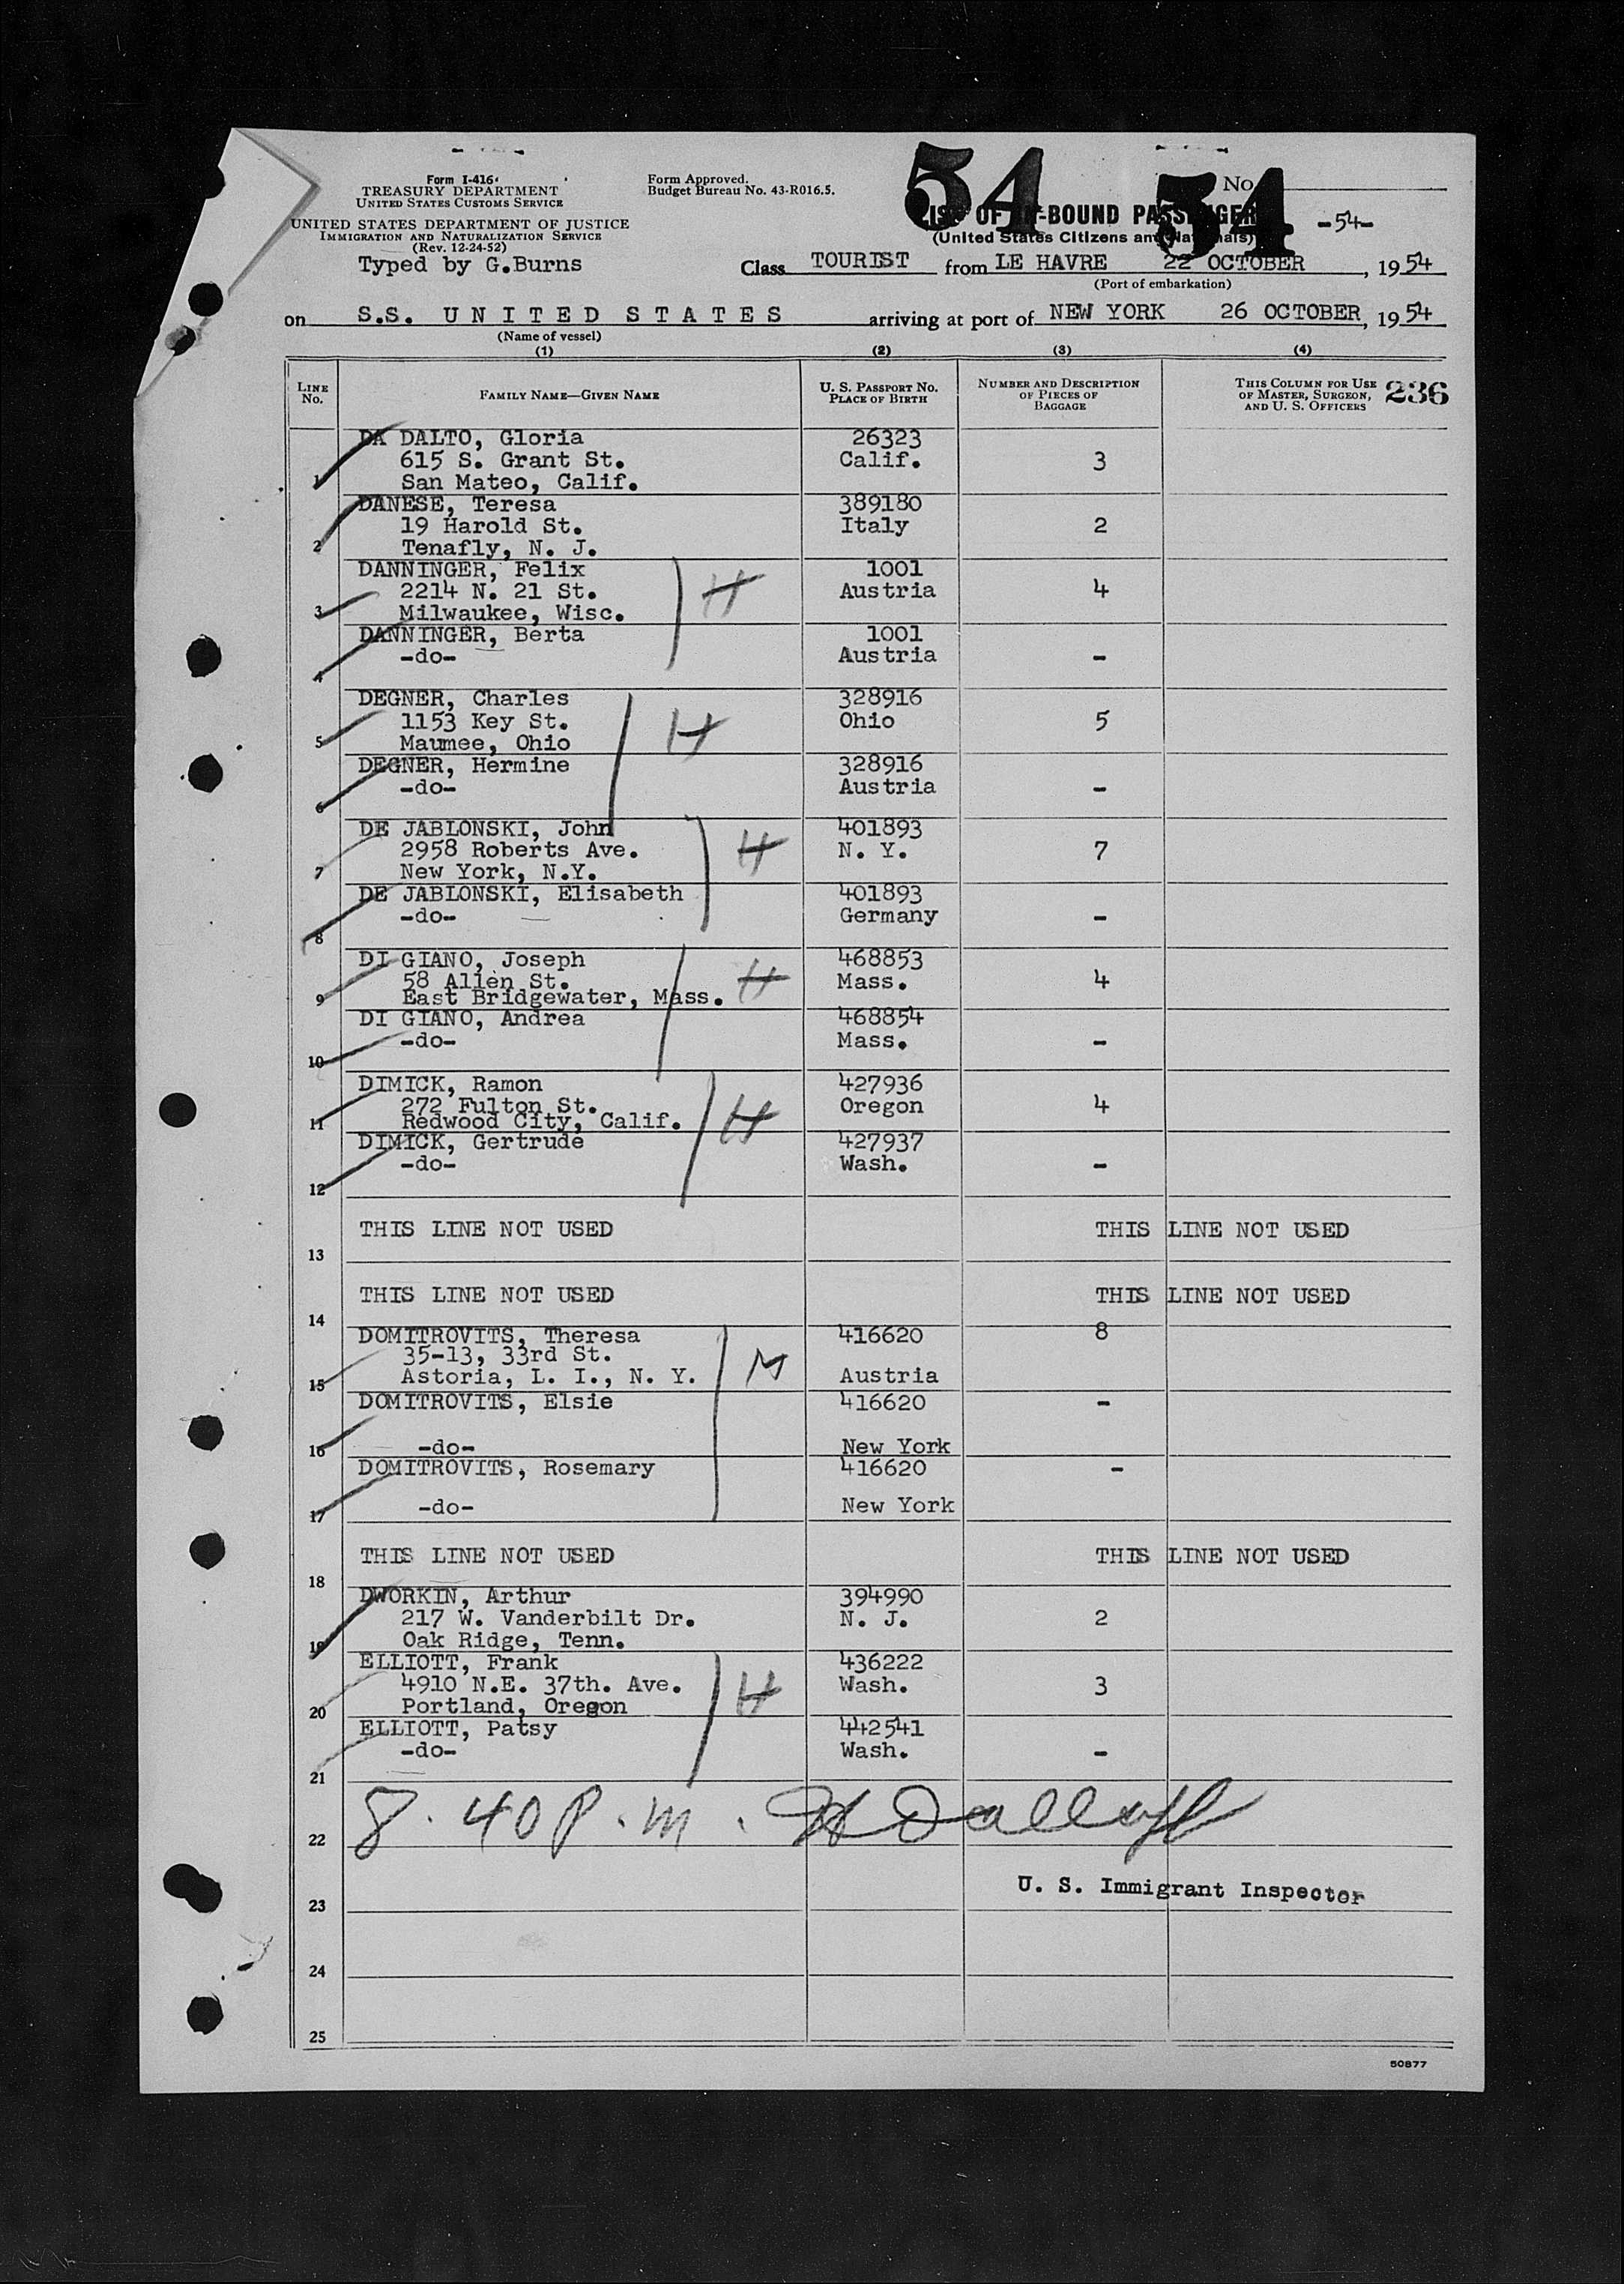 Form I-416
TREASURY DEPARTMENT
UNITED STATES CUSTOMS SERVICE
UNITED STATES DEPARTMENT OF JUSTICE
IMMIGRATION AND NATURALIZATION SERVICE
(Rev. 12-24-52)
Typed by G.Burns
Form Approved.
Budget Bureau No. 43-R016.5.
54 54
No.
LIST OF IN-BOUND PASSENGER -54-
(United States Citizens and Nationals)
Class TOURIST from LE HAVRE 22 OCTOBER, 1954
(Port of embarkation)
on S.S. UNITED STATES arriving at port of NEW YORK 26 OCTOBER, 1954
(Name of vessel)
(1) (2) (3) (4)
LINE No. FAMILY NAME—GIVEN NAME U. S. PASSPORT NO. PLACE OF BIRTH NUMBER AND DESCRIPTION OF PIECES OF BAGGAGE THIS COLUMN FOR USE OF MASTER, SURGEON, AND U. S. OFFICERS 236
DA DALTO, Gloria 26323
615 S. Grant St. Calif. 3
1 San Mateo, Calif.
DANESE, Teresa 389180
19 Harold St. Italy 2
2 Tenafly, N. J.
DANNINGER, Felix 1001
2214 N. 21 St. H Austria 4
3 Milwaukee, Wisc.
DANNINGER, Berta 1001
-do- Austria -
4
DEGNER, Charles 328916
1153 Key St. H Ohio 5
5 Maumee, Ohio
DEGNER, Hermine 328916
-do- Austria -
6
DE JABLONSKI, John 401893
2958 Roberts Ave. H N. Y. 7
7 New York, N.Y.
DE JABLONSKI, Elisabeth 401893
-do- Germany -
8
DI GIANO, Joseph 468853
58 Allen St. H Mass. 4
9 East Bridgewater, Mass.
DI GIANO, Andrea 468854
-do- Mass. -
10
DIMICK, Ramon 427936
272 Fulton St. H Oregon 4
11 Redwood City, Calif.
DIMICK, Gertrude 427937
-do- Wash. -
12
THIS LINE NOT USED THIS LINE NOT USED
13
THIS LINE NOT USED THIS LINE NOT USED
14
DOMITROVITS, Theresa 416620 8
35-13, 33rd St. M
15 Astoria, L. I., N. Y. Austria
DOMITROVITS, Elsie 416620 -
16 -do- New York
DOMITROVITS, Rosemary 416620 -
17 -do- New York
THIS LINE NOT USED THIS LINE NOT USED
18
DWORKIN, Arthur 394990
217 W. Vanderbilt Dr. N. J. 2
19 Oak Ridge, Tenn.
ELLIOTT, Frank 436222
4910 N.E. 37th. Ave. H Wash. 3
20 Portland, Oregon
ELLIOTT, Patsy 442541
-do- Wash. -
21
8.40 P.m.
22
U. S. Immigrant Inspector
23
24
25
50877